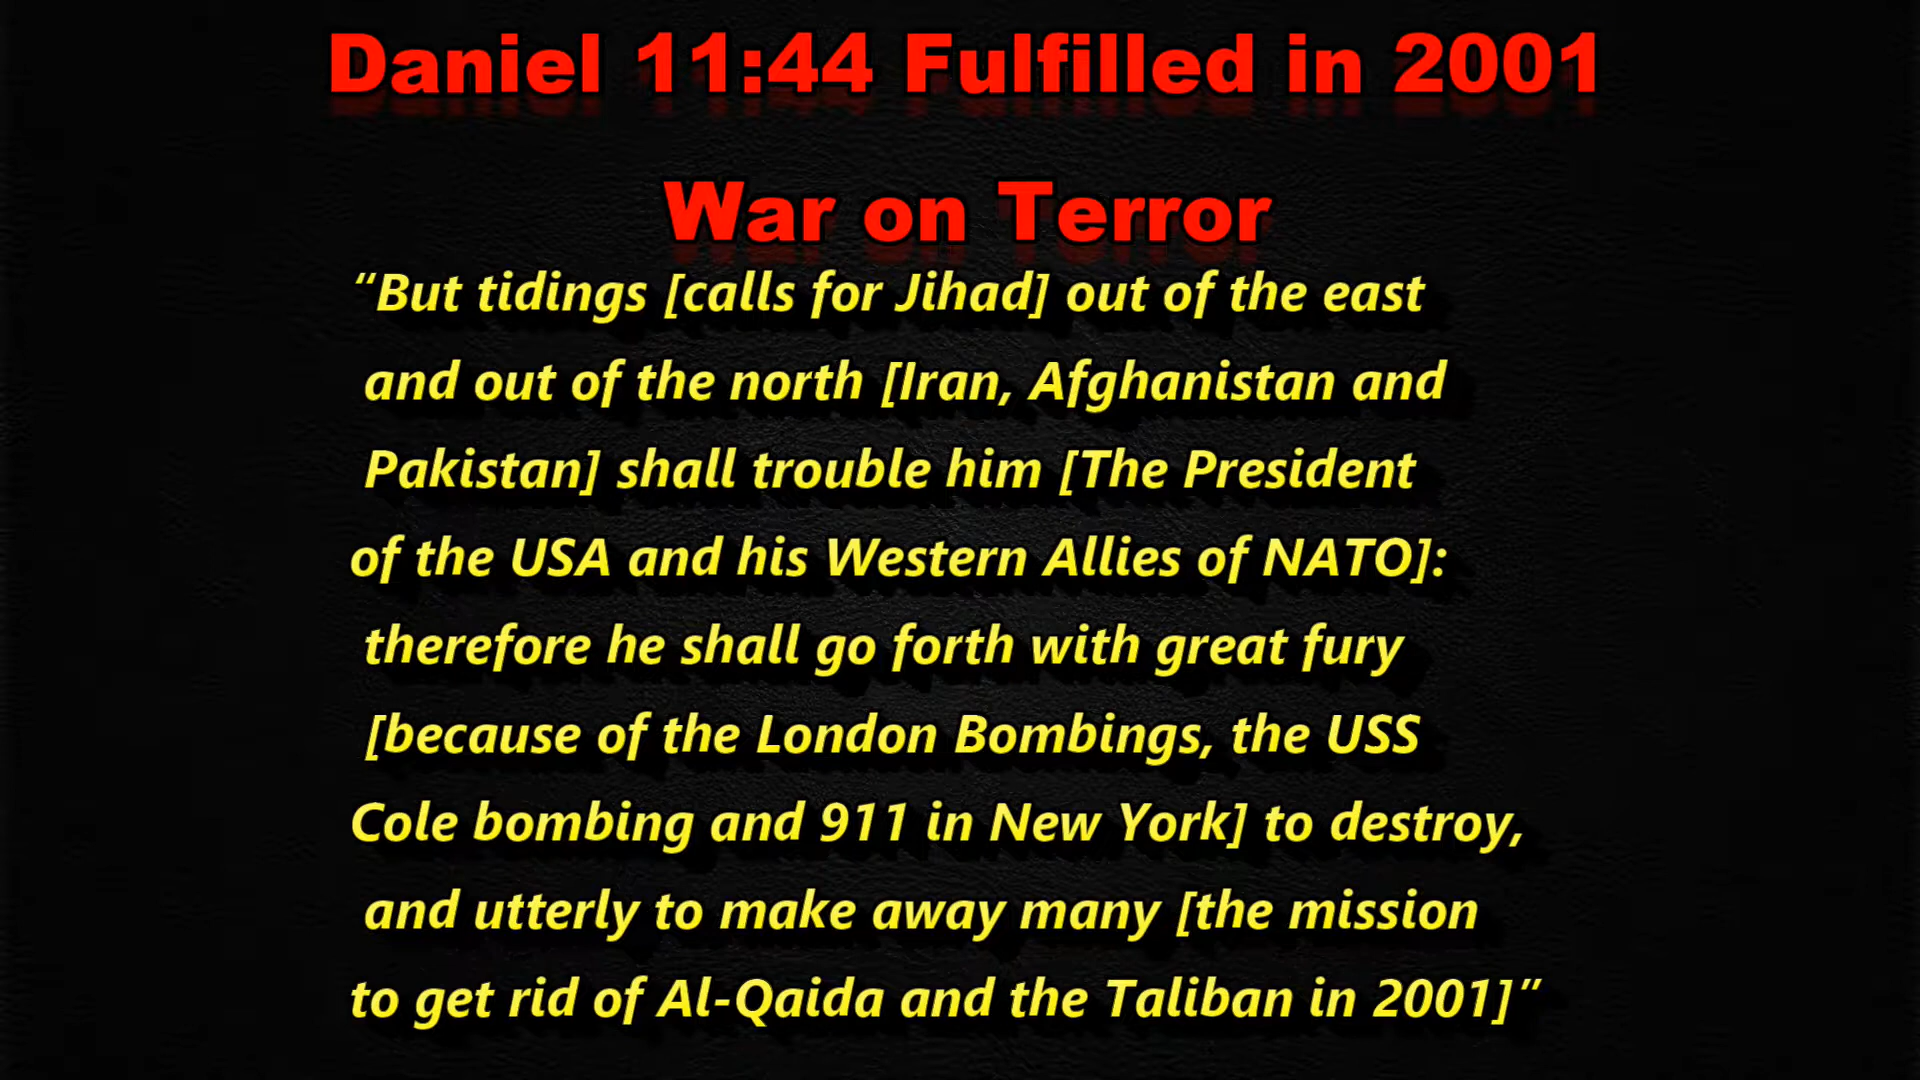 Daniel 11:44 Fulfilled in 2001
War on Terror
“But tidings [calls for Jihad] out of the east
and out of the north [Iran, Afghanistan and
Pakistan] shall trouble him [The President
of the USA and his Western Allies of NATO]:
therefore he shall go forth with great fury
[because of the London Bombings, the USS
Cole bombing and 911 in New York] to destroy,
and utterly to make away many [the mission
to get rid of Al-Qaida and the Taliban in 2001]”